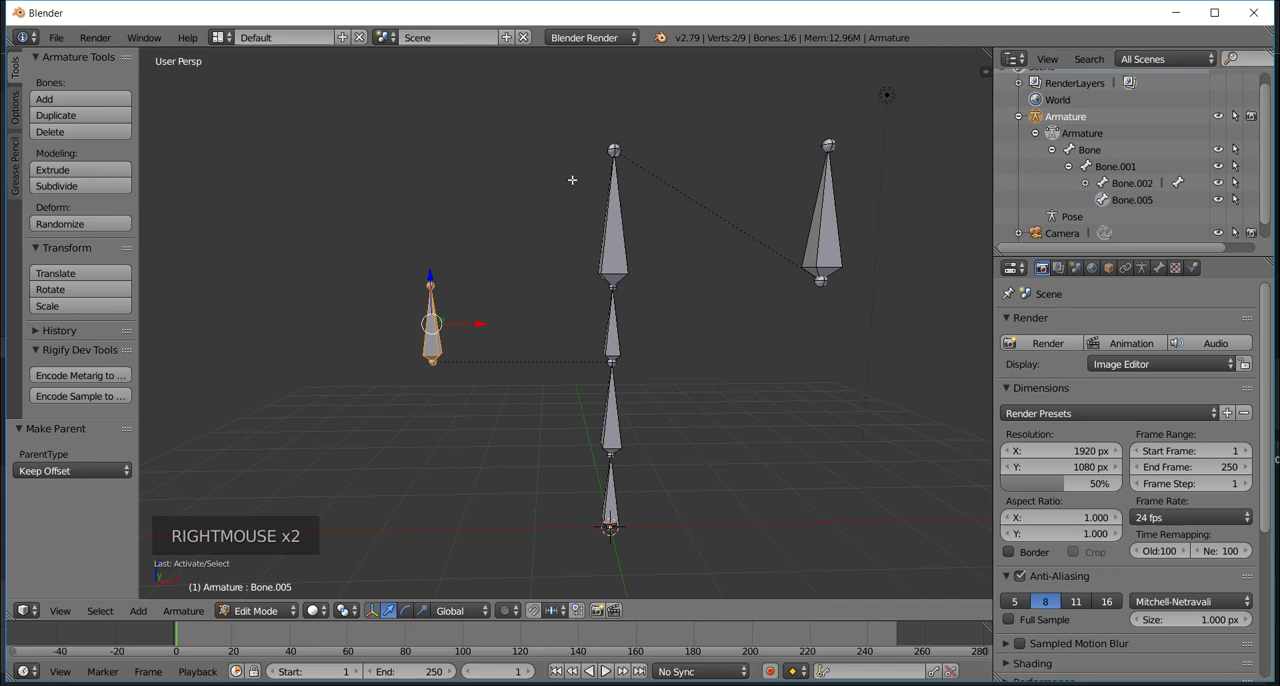 Blender
File Render Window Help Default Scene Blender Render v2.79 | Verts:2/9 | Bones:1/6 | Mem:12.96M | Armature
Tools
Options
Grease Pencil
Armature Tools
Bones:
Add
Duplicate
Delete
Modeling:
Extrude
Subdivide
Deform:
Randomize
Transform
Translate
Rotate
Scale
History
Rigify Dev Tools
Encode Metarig to ...
Encode Sample to ...
Make Parent
ParentType
Keep Offset
User Persp
RIGHTMOUSE x2
Last: Activate/Select
(1) Armature : Bone.005
View Select Add Armature Edit Mode Global
-40 -20 0 20 40 60 80 100 120 140 160 180 200 220 240 260 280
View Marker Frame Playback Start: 1 End: 250 1 No Sync
View Search All Scenes
RenderLayers
World
Armature
Armature
Bone
Bone.001
Bone.002
Bone.005
Pose
Camera
Scene
Render
Render Animation Audio
Display: Image Editor
Dimensions
Render Presets
Resolution: Frame Range:
X: 1920 px Start Frame: 1
Y: 1080 px End Frame: 250
50% Frame Step: 1
Aspect Ratio: Frame Rate:
X: 1.000 24 fps
Y: 1.000 Time Remapping:
Border Crop Old:100 Ne: 100
Anti-Aliasing
5 8 11 16 Mitchell-Netravali
Full Sample Size: 1.000 px
Sampled Motion Blur
Shading